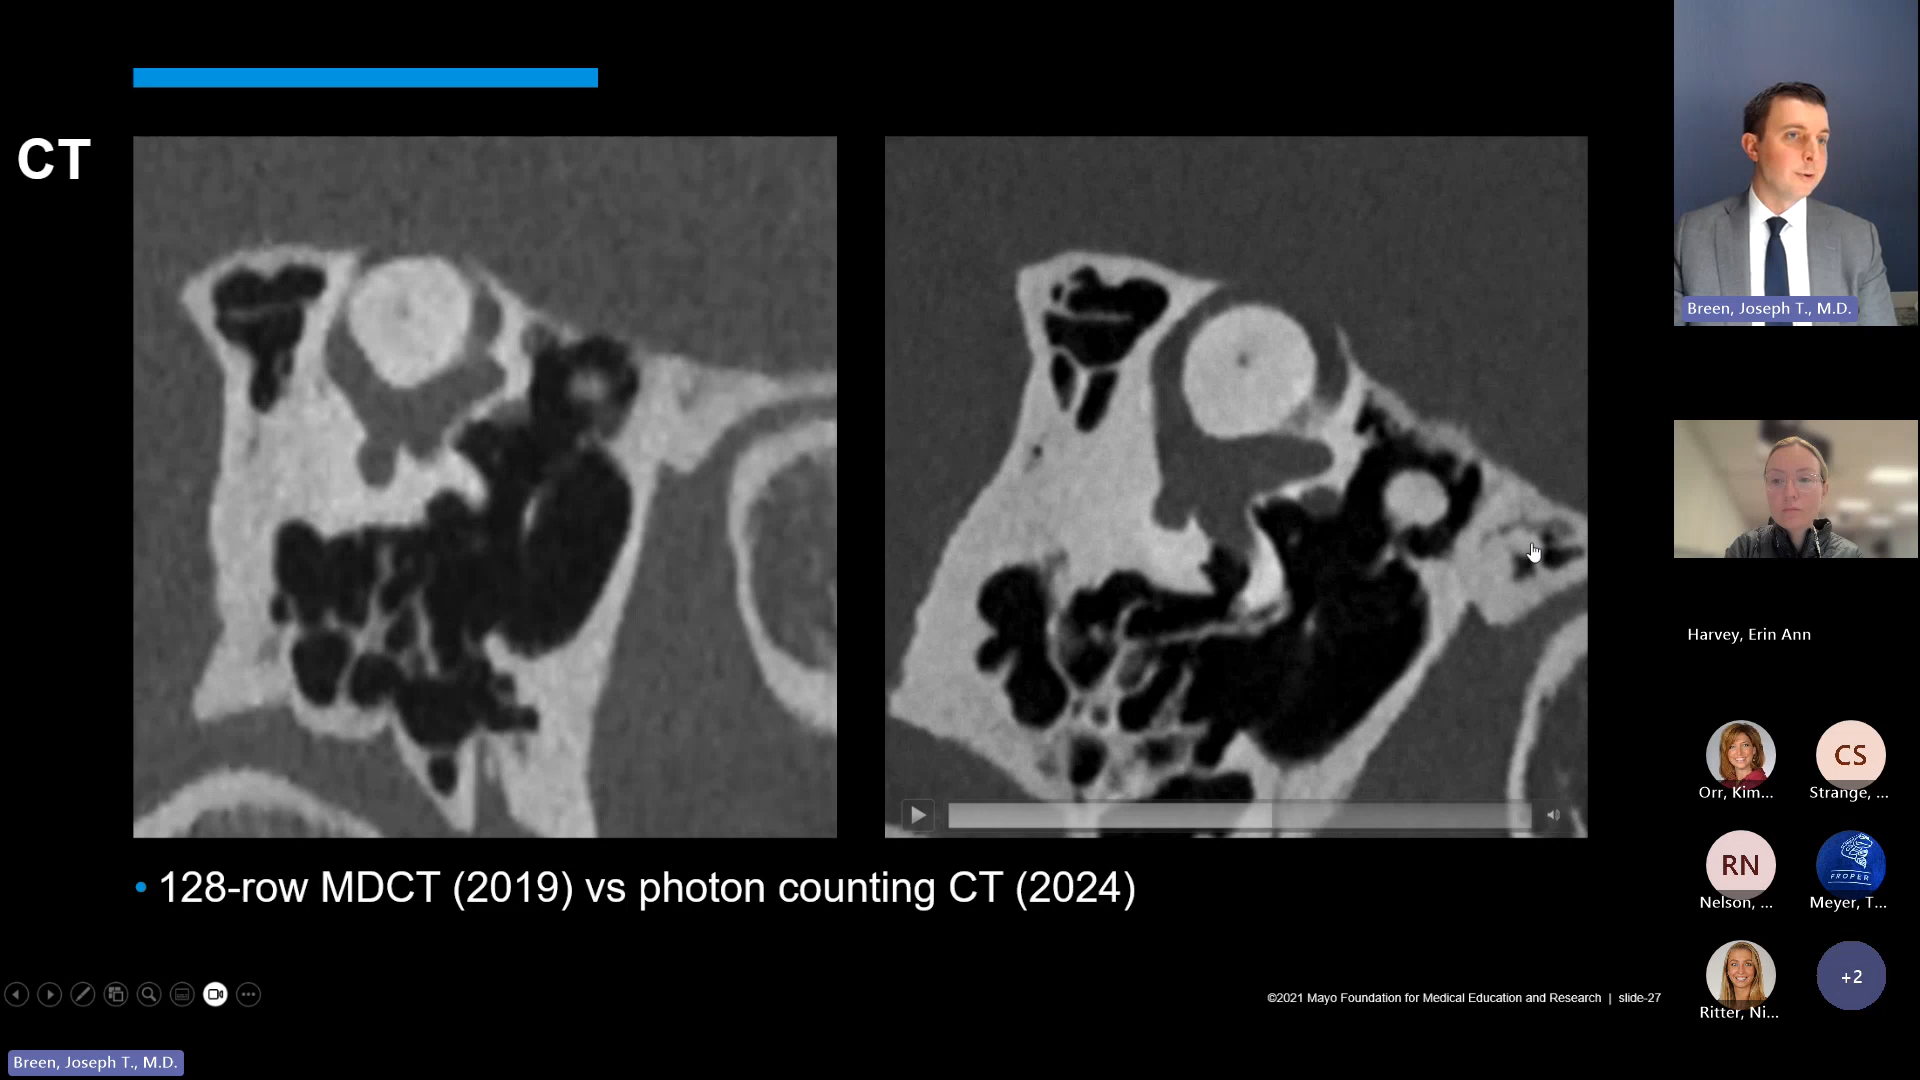 CT
• 128-row MDCT (2019) vs photon counting CT (2024)
©2021 Mayo Foundation for Medical Education and Research | slide-27
Breen, Joseph T., M.D.
Harvey, Erin Ann
Orr, Kim...
CS
Strange, ...
RN
Nelson, ...
PROPER
Meyer, T...
Ritter, Ni...
+2
Breen, Joseph T., M.D.